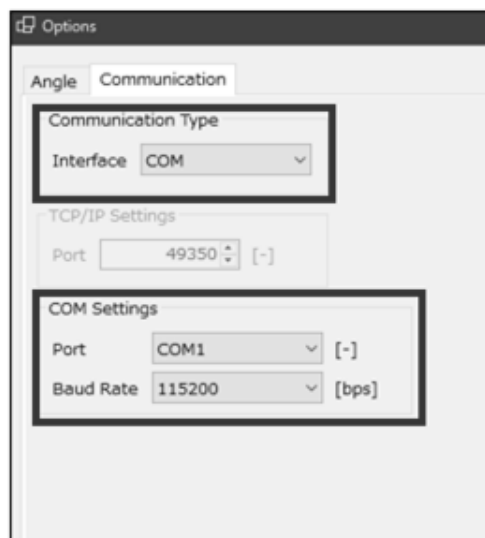 Options
Angle Communication
Communication Type
Interface COM
TCP/IP Settings
Port 49350 [-]
COM Settings
Port COM1 [-]
Baud Rate 115200 [bps]